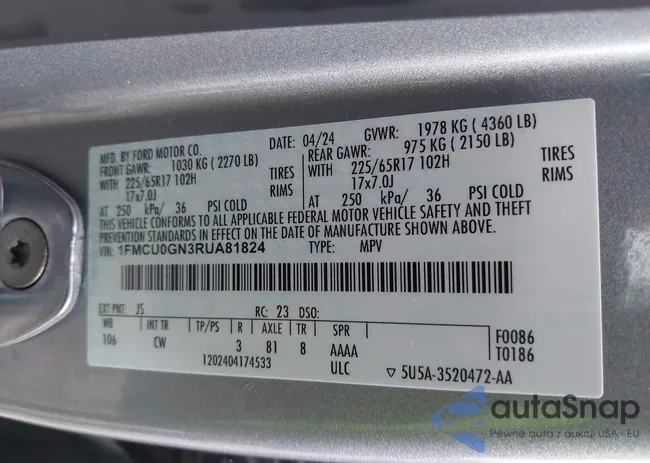 MFD. BY FORD MOTOR CO. 04/24 GVWR: 1978 KG ( 4360 LB)
FRONT GAWR: 1030 KG ( 2270 LB) REAR GAWR: 975 KG ( 2150 LB)
WITH 225/65R17 102H TIRES WITH 225/65R17 102H TIRES
17x7.0J RIMS 17x7.0J RIMS
AT 250 kPa/ 36 PSI COLD AT 250 kPa/ 36 PSI COLD
THIS VEHICLE CONFORMS TO ALL APPLICABLE FEDERAL MOTOR VEHICLE SAFETY AND THEFT
PREVENTION STANDARDS IN EFFECT ON THE DATE OF MANUFACTURE SHOWN ABOVE.
VIN: 1FMCU0GN3RUA81824 TYPE: MPV
EXT PNT: JS RC: 23 DSO:
WB INT TR TP/PS R AXLE TR SPR F0086
106 CW 3 81 8 AAAA T0186
1202404174533 ULC ▽ 5U5A-3520472-AA
autaSnap
Pewne auta z aukcji USA i EU